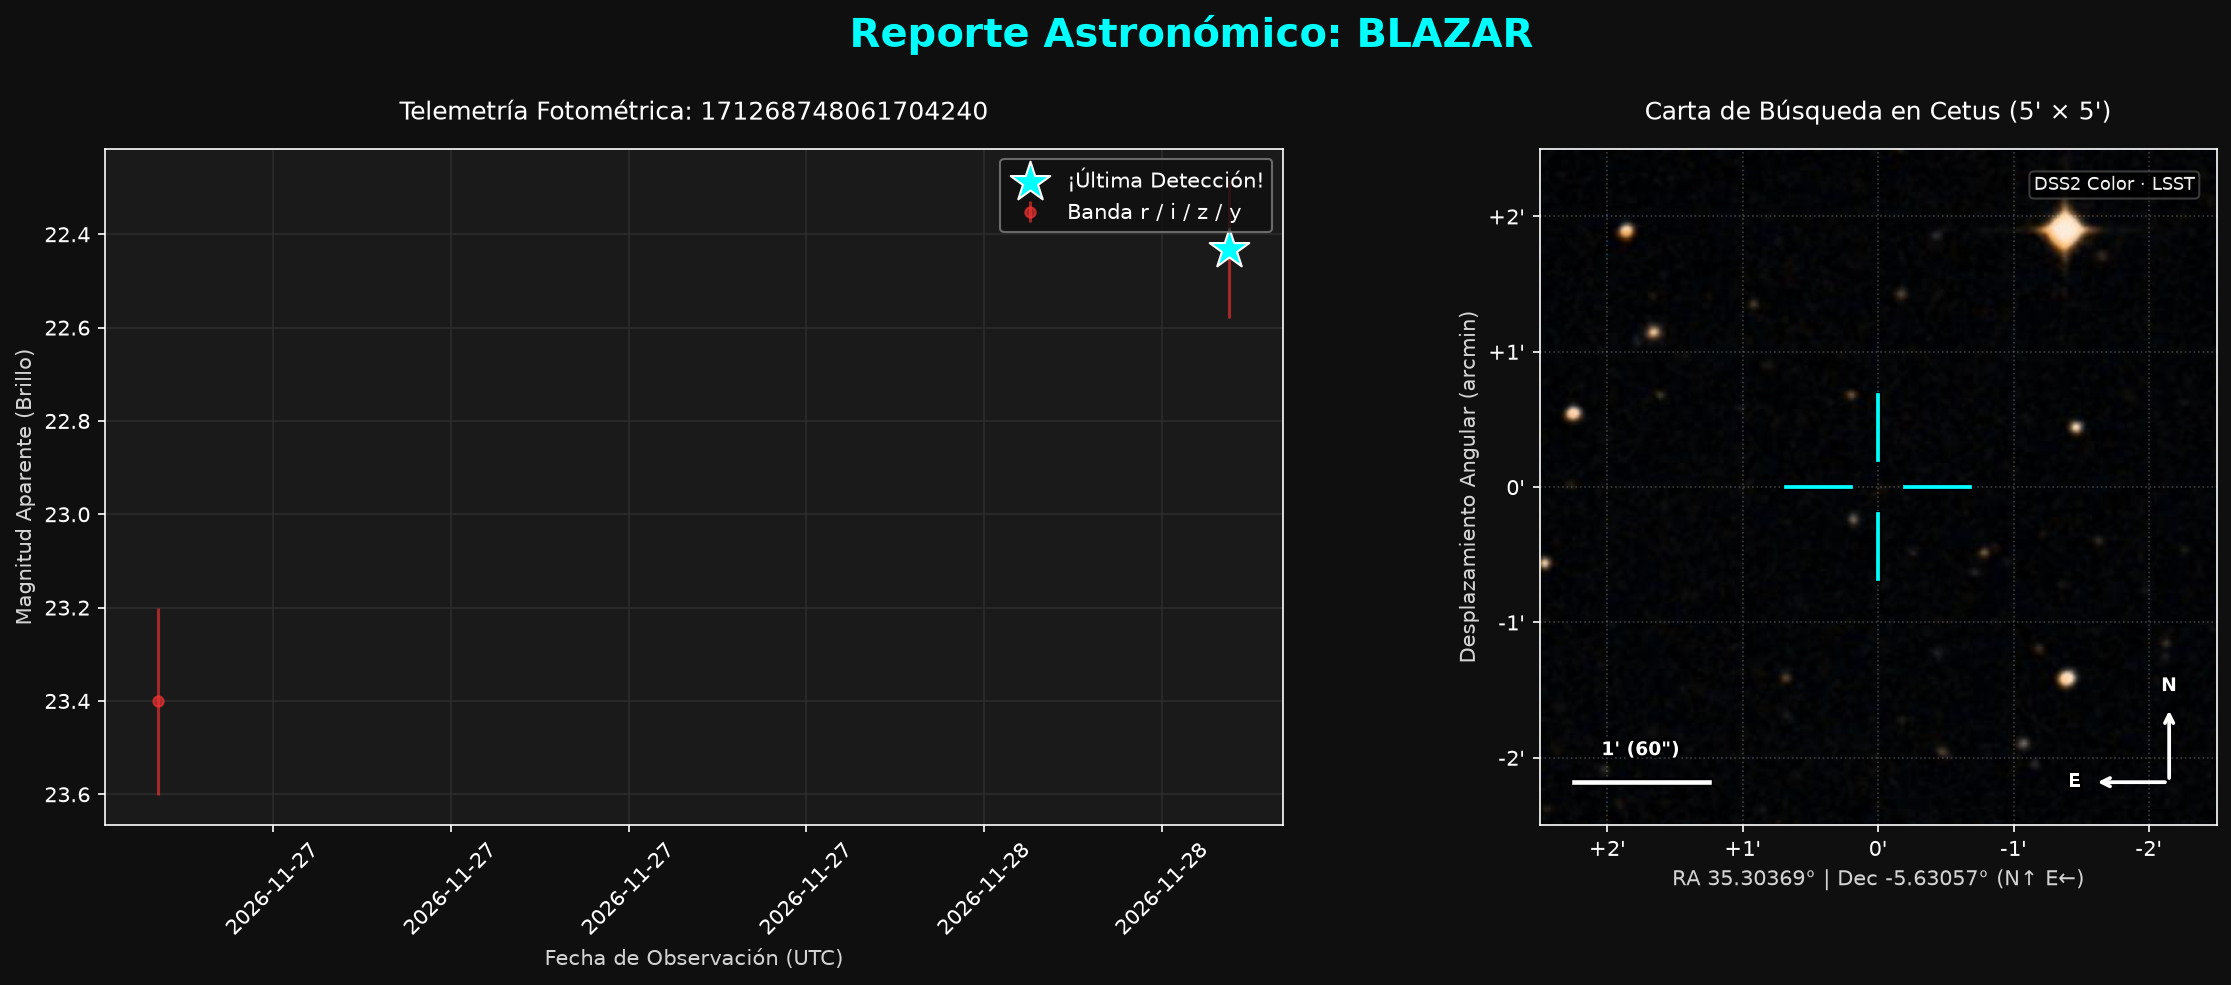 Reporte Astronómico: BLAZAR
Telemetría Fotométrica: 171268748061704240
¡Última Detección!
Banda r / i / z / y
Magnitud Aparente (Brillo)
22.4
22.6
22.8
23.0
23.2
23.4
23.6
2026-11-27
2026-11-27
2026-11-27
2026-11-27
2026-11-28
2026-11-28
Fecha de Observación (UTC)
Carta de Búsqueda en Cetus (5' × 5')
DSS2 Color · LSST
Desplazamiento Angular (arcmin)
+2'
+1'
0'
-1'
-2'
N
E
1' (60")
+2'
+1'
0'
-1'
-2'
RA 35.30369° | Dec -5.63057° (N↑ E←)